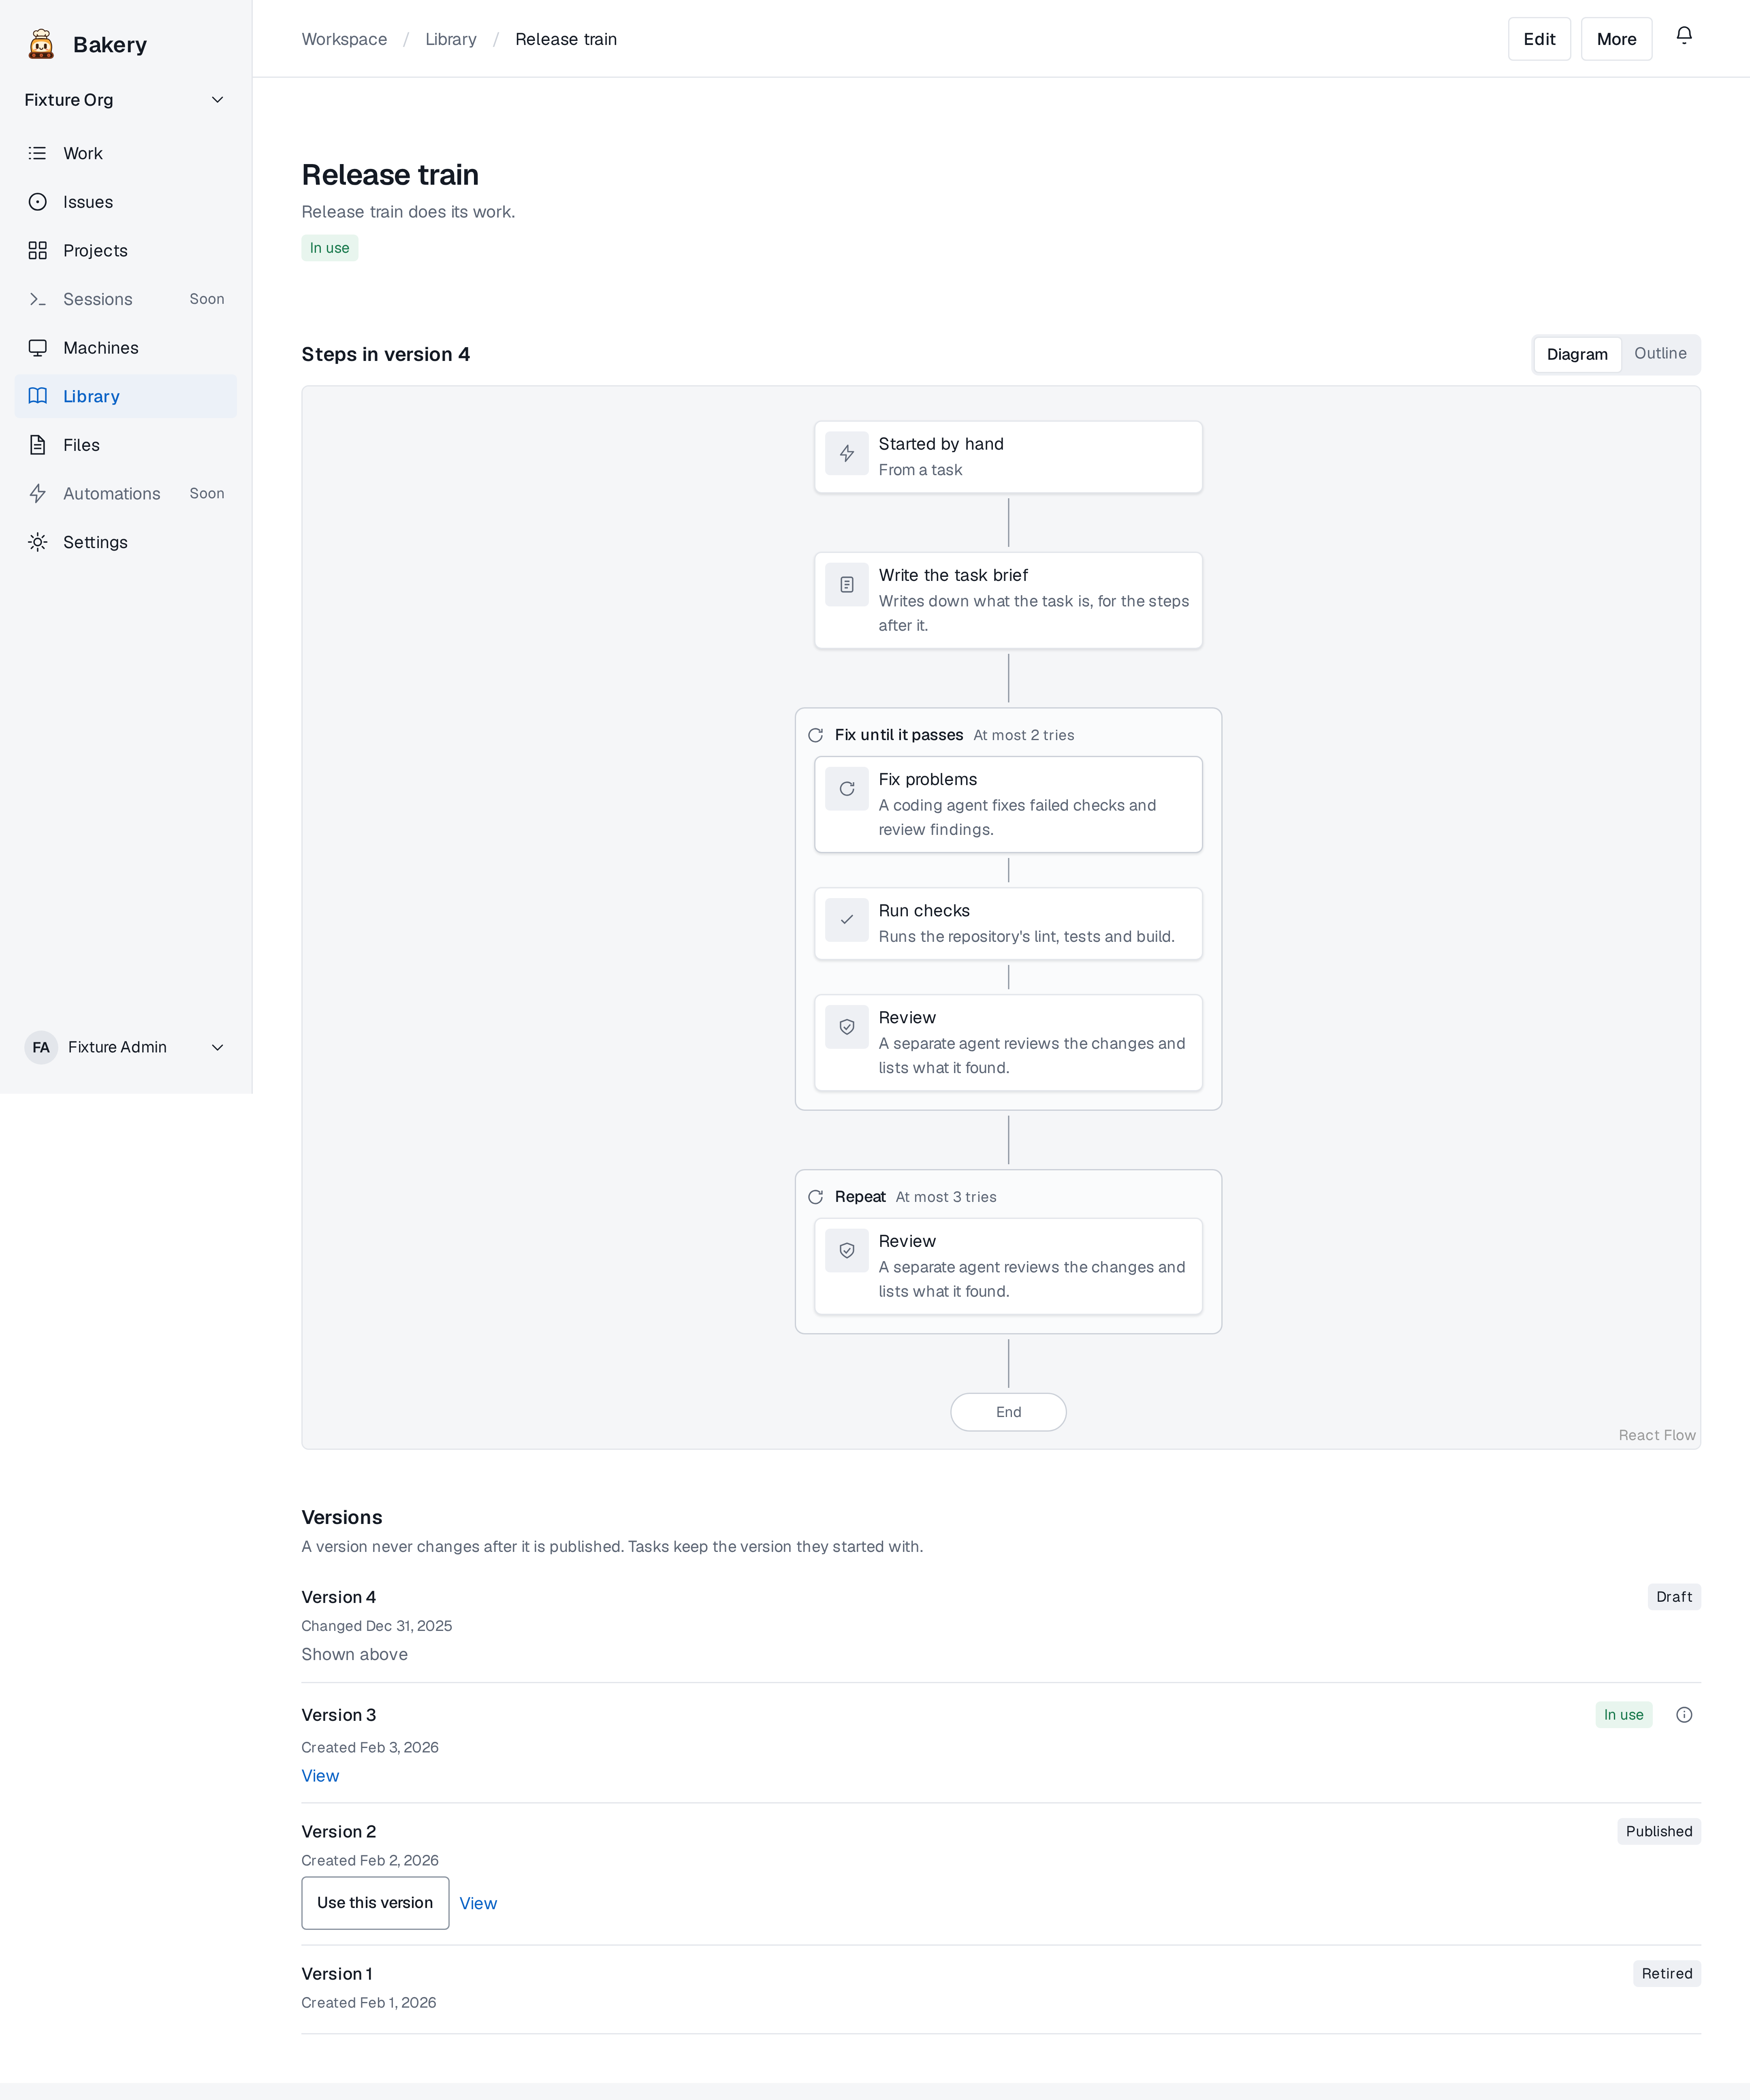 Bakery
Fixture Org
Work
Issues
Projects
Sessions Soon
Machines
Library
Files
Automations Soon
Settings
FA Fixture Admin
Workspace / Library / Release train
Edit More
Release train
Release train does its work.
In use
Steps in version 4
Diagram Outline
Started by hand
From a task
Write the task brief
Writes down what the task is, for the steps
after it.
Fix until it passes At most 2 tries
Fix problems
A coding agent fixes failed checks and
review findings.
Run checks
Runs the repository's lint, tests and build.
Review
A separate agent reviews the changes and
lists what it found.
Repeat At most 3 tries
Review
A separate agent reviews the changes and
lists what it found.
End
React Flow
Versions
A version never changes after it is published. Tasks keep the version they started with.
Version 4 Draft
Changed Dec 31, 2025
Shown above
Version 3 In use
Created Feb 3, 2026
View
Version 2 Published
Created Feb 2, 2026
Use this version View
Version 1 Retired
Created Feb 1, 2026